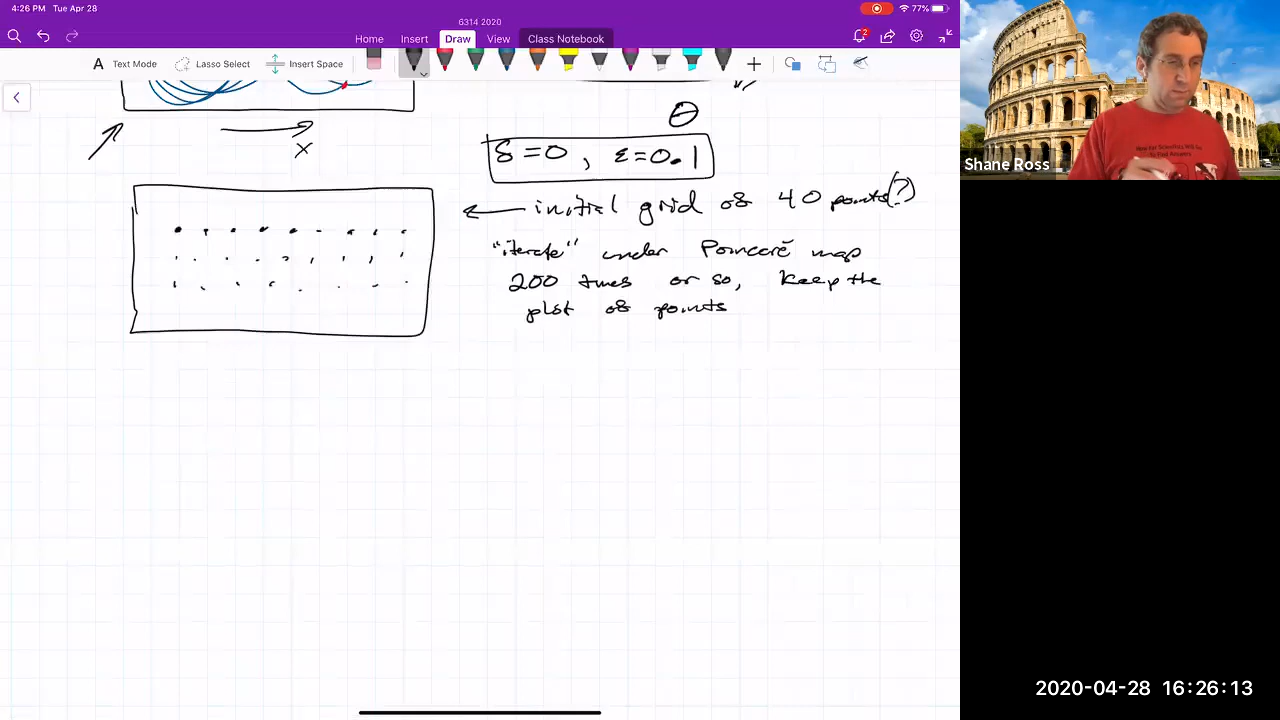 4:26 PM Tue Apr 28
77%
6314 2020
Home Insert Draw View Class Notebook
2
A Text Mode Lasso Select Insert Space
θ
x
δ = 0 , ε = 0.1
← initial grid of 40 points(?)
"iterate" under Poincaré map
200 times or so, keep the
plot of points
Shane Ross
2020-04-28 16:26:13